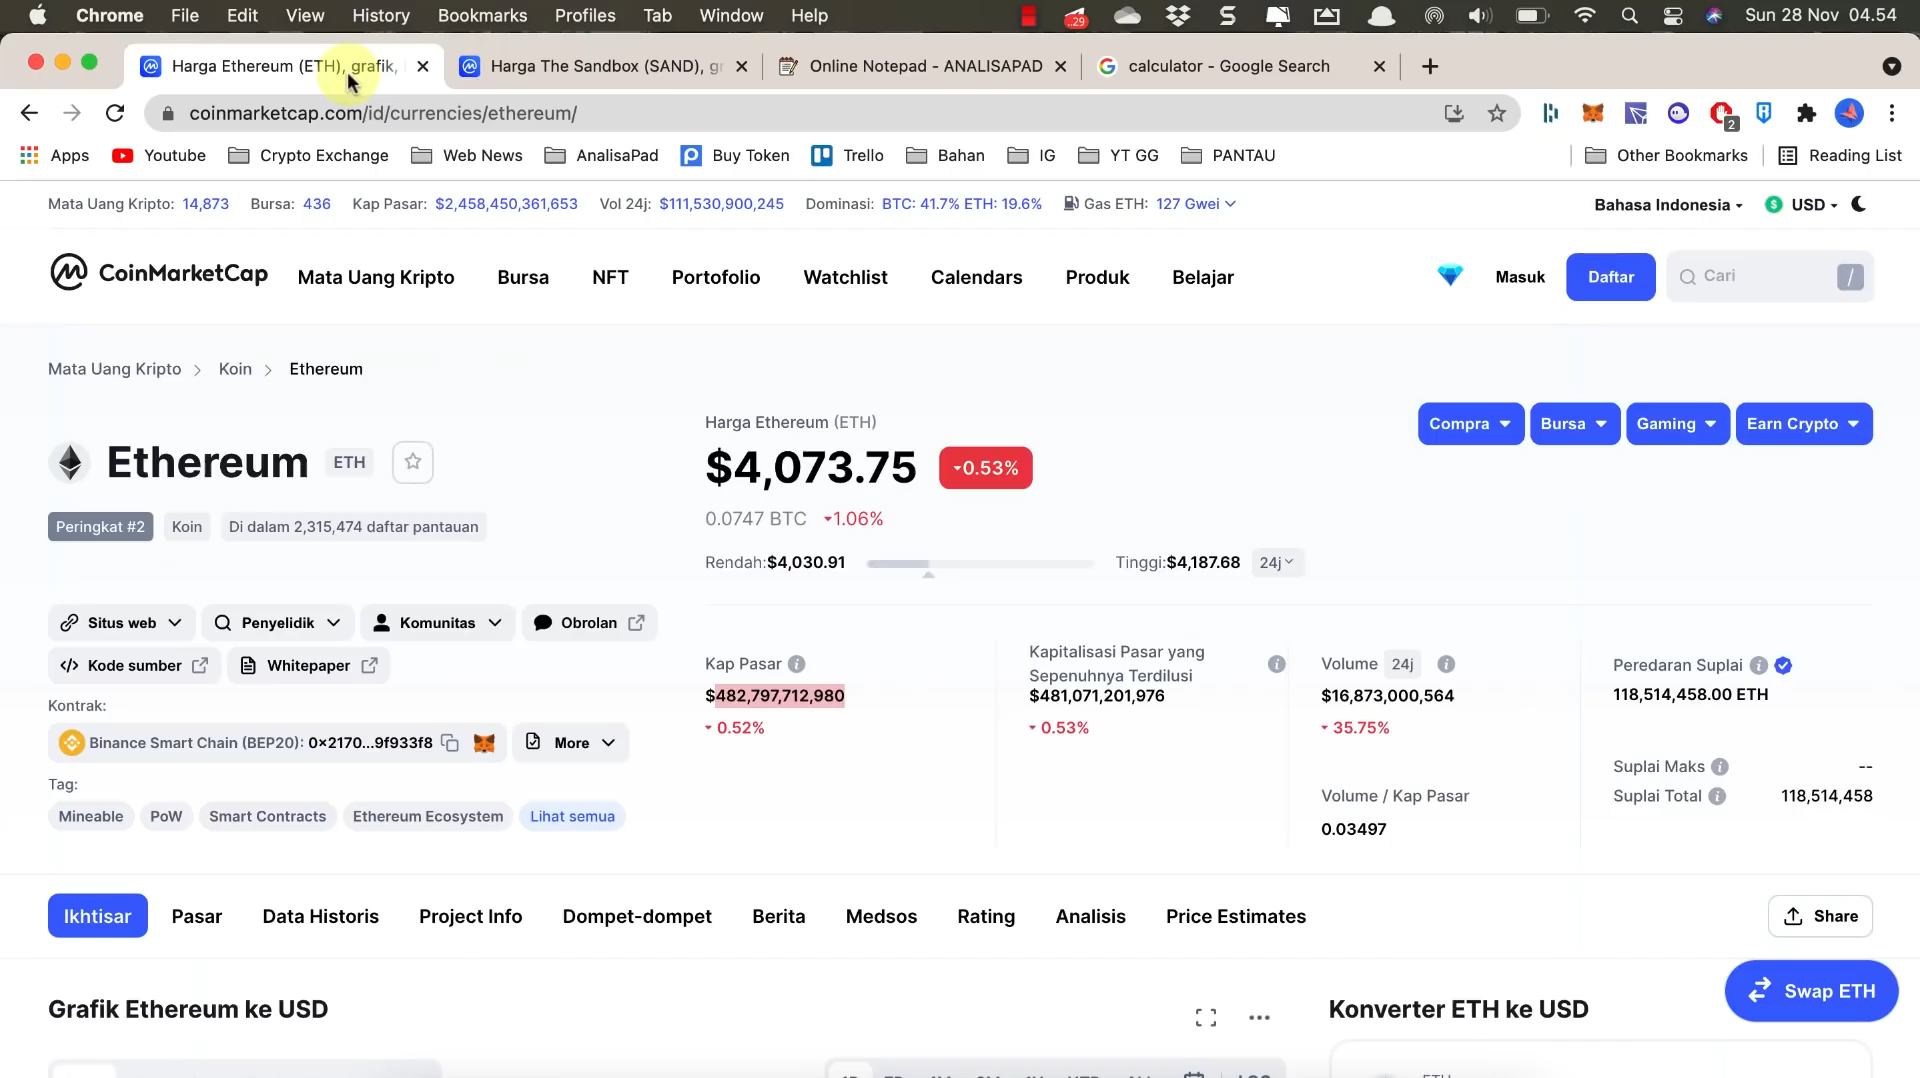 Chrome File Edit View History Bookmarks Profiles Tab Window Help
Sun 28 Nov 04.54
Harga Ethereum (ETH), grafik,
Harga The Sandbox (SAND), gr
Online Notepad - ANALISAPAD
calculator - Google Search
coinmarketcap.com/id/currencies/ethereum/
Apps Youtube Crypto Exchange Web News AnalisaPad Buy Token Trello Bahan IG YT GG PANTAU Other Bookmarks Reading List
Mata Uang Kripto: 14,873 Bursa: 436 Kap Pasar: $2,458,450,361,653 Vol 24j: $111,530,900,245 Dominasi: BTC: 41.7% ETH: 19.6% Gas ETH: 127 Gwei Bahasa Indonesia USD
CoinMarketCap Mata Uang Kripto Bursa NFT Portofolio Watchlist Calendars Produk Belajar Masuk Daftar Cari /
Mata Uang Kripto > Koin > Ethereum
Ethereum ETH
Peringkat #2 Koin Di dalam 2,315,474 daftar pantauan
Situs web Penyelidik Komunitas Obrolan
Kode sumber Whitepaper
Kontrak:
Binance Smart Chain (BEP20): 0x2170...9f933f8 More
Tag:
Mineable PoW Smart Contracts Ethereum Ecosystem Lihat semua
Harga Ethereum (ETH)
$4,073.75 0.53%
0.0747 BTC 1.06%
Rendah:$4,030.91 Tinggi:$4,187.68 24j
Compra Bursa Gaming Earn Crypto
Kap Pasar
$482,797,712,980
0.52%
Kapitalisasi Pasar yang
Sepenuhnya Terdilusi
$481,071,201,976
0.53%
Volume 24j
$16,873,000,564
35.75%
Volume / Kap Pasar
0.03497
Peredaran Suplai
118,514,458.00 ETH
Suplai Maks --
Suplai Total 118,514,458
Ikhtisar Pasar Data Historis Project Info Dompet-dompet Berita Medsos Rating Analisis Price Estimates Share
Grafik Ethereum ke USD
Konverter ETH ke USD
Swap ETH